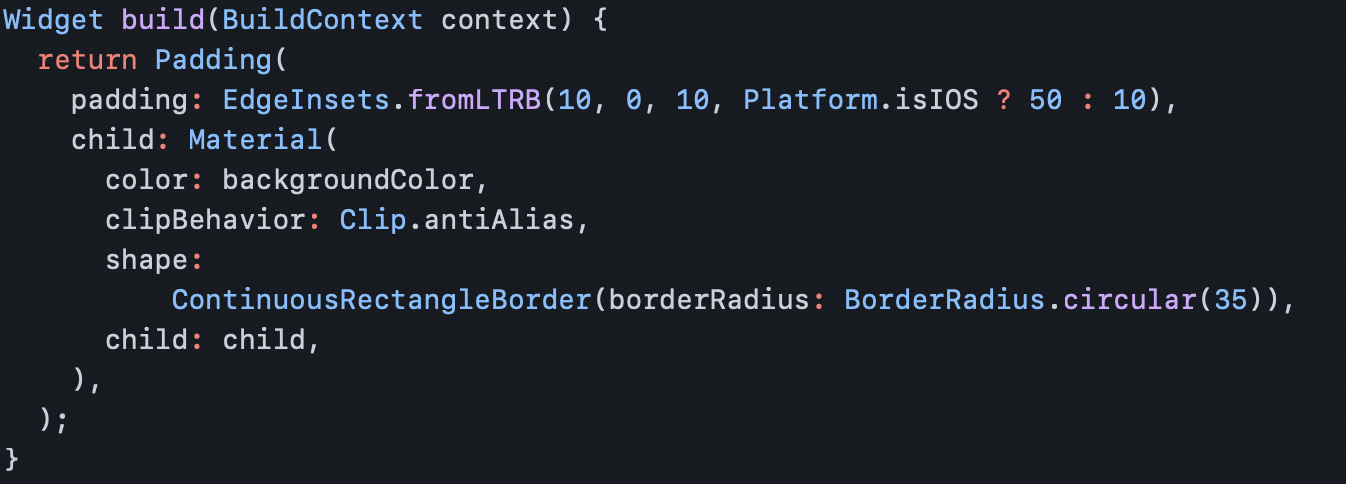 Widget build(BuildContext context) {
  return Padding(
    padding: EdgeInsets.fromLTRB(10, 0, 10, Platform.isIOS ? 50 : 10),
    child: Material(
      color: backgroundColor,
      clipBehavior: Clip.antiAlias,
      shape:
          ContinuousRectangleBorder(borderRadius: BorderRadius.circular(35)),
      child: child,
    ),
  );
}